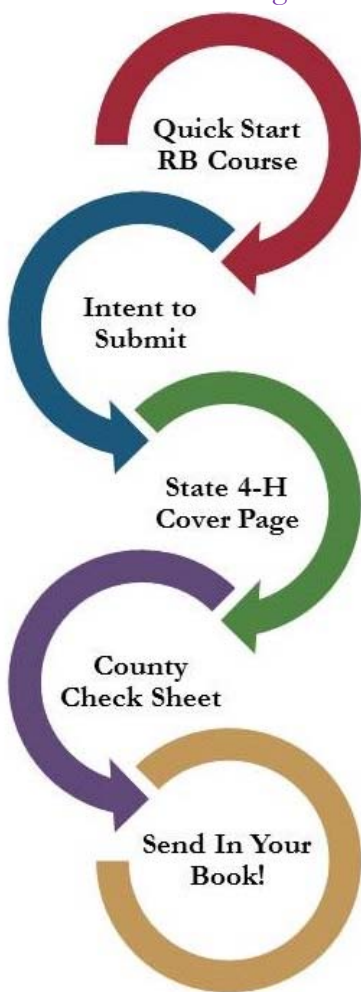 Quick Start
RB Course
Intent to
Submit
State 4-H
Cover Page
County
Check Sheet
Send In Your
Book!